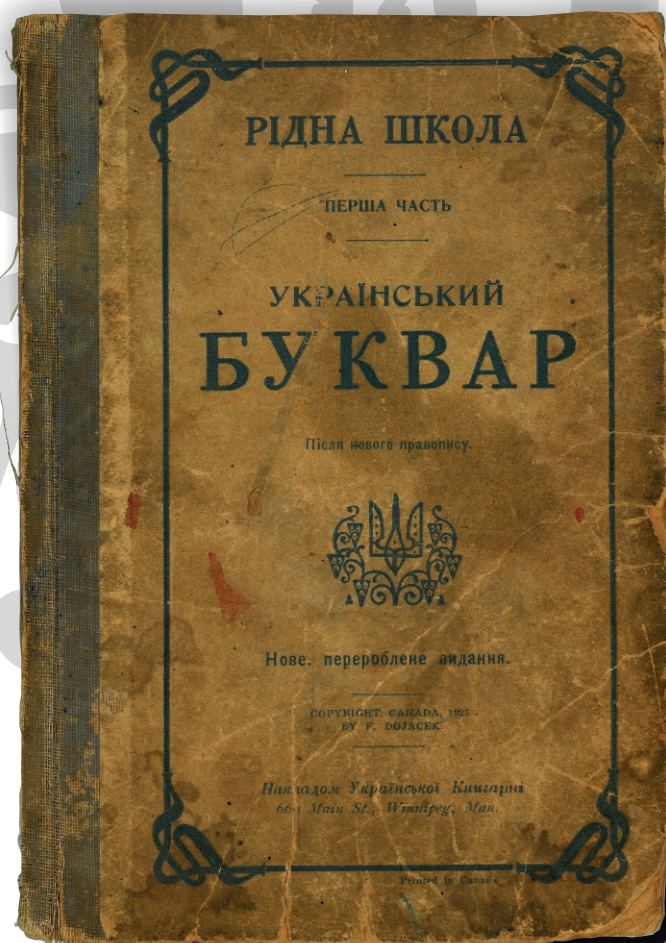 РІДНА ШКОЛА
ПЕРША ЧАСТЬ
УКРАЇНСЬКИЙ
БУКВАР
Після нового правопису.
Нове. перероблене видання.
COPYRIGHT, CANADA, 1925.
BY F. DOJACEK.
Накладом Української Книгарні
Main St., Winnipeg, Man.
Printed in Canada